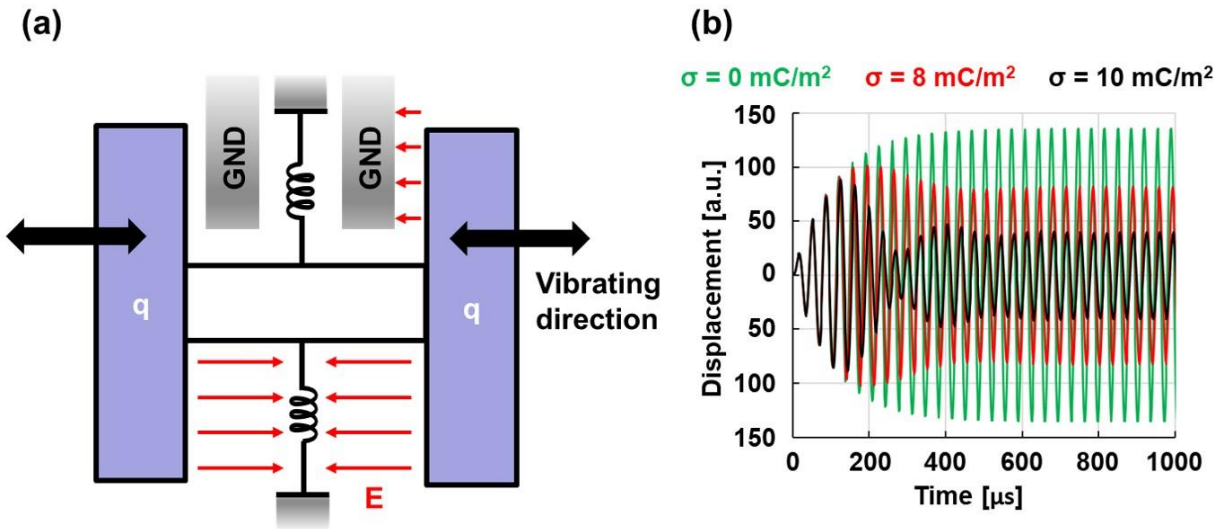 (a)
GND
GND
q
q
Vibrating
direction
E
(b)
σ = 0 mC/m² σ = 8 mC/m² σ = 10 mC/m²
Displacement [a.u.]
150
100
50
0
50
100
150
0 200 400 600 800 1000
Time [μs]